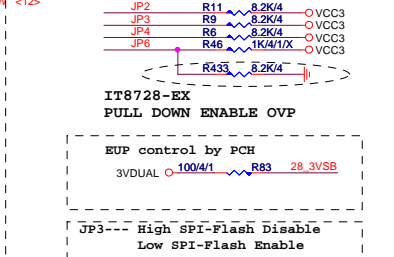 <12>
JP2 R11 8.2K/4 VCC3
JP3 R9 8.2K/4 VCC3
JP4 R6 8.2K/4 VCC3
JP6 R46 1K/4/1/X VCC3
R433 8.2K/4
IT8728-EX
PULL DOWN ENABLE OVP
EUP control by PCH
3VDUAL 100/4/1 R83 28_3VSB
JP3--- High SPI-Flash Disable
Low SPI-Flash Enable